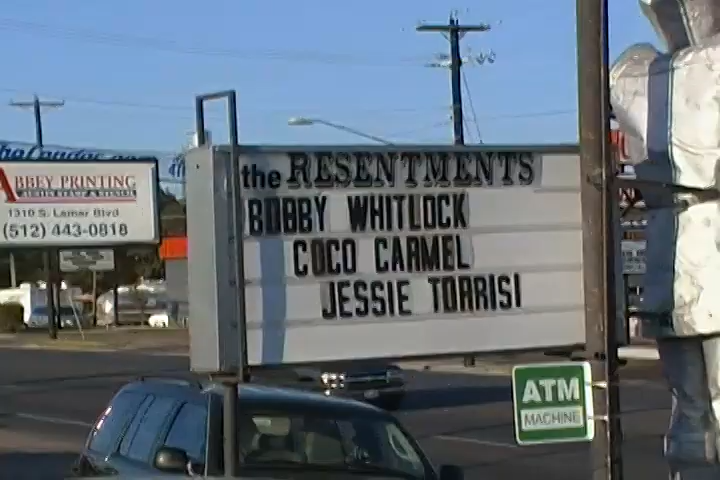 the RESENTMENTS
BOBBY WHITLOCK
COCO CARMEL
JESSIE TORRISI
ABBEY PRINTING
1310 S. Lamar Blvd
(512) 443-0818
ATM
MACHINE